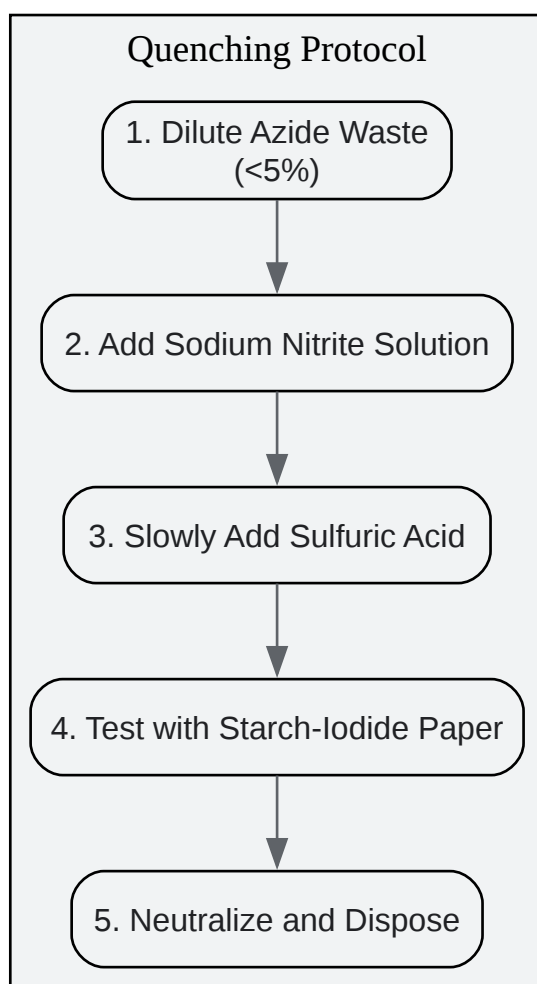 Quenching Protocol
1. Dilute Azide Waste
(<5%)
2. Add Sodium Nitrite Solution
3. Slowly Add Sulfuric Acid
4. Test with Starch-Iodide Paper
5. Neutralize and Dispose